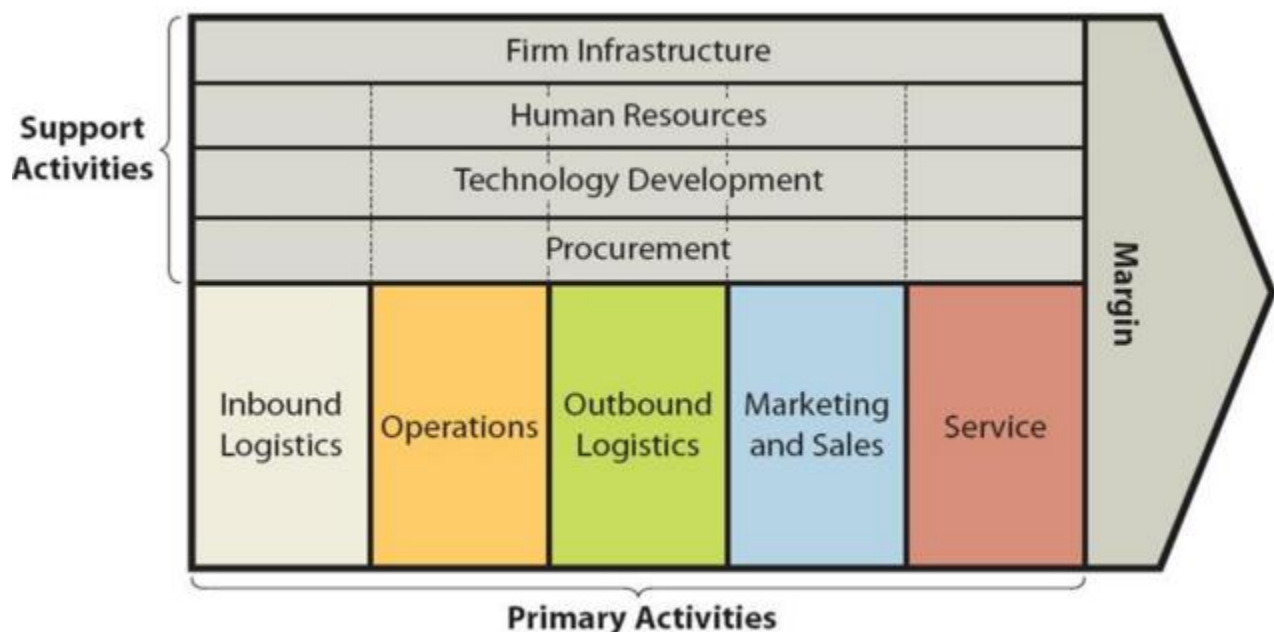 Firm Infrastructure
Human Resources
Technology Development
Procurement
Support
Activities
Inbound
Logistics
Operations
Outbound
Logistics
Marketing
and Sales
Service
Margin
Primary Activities